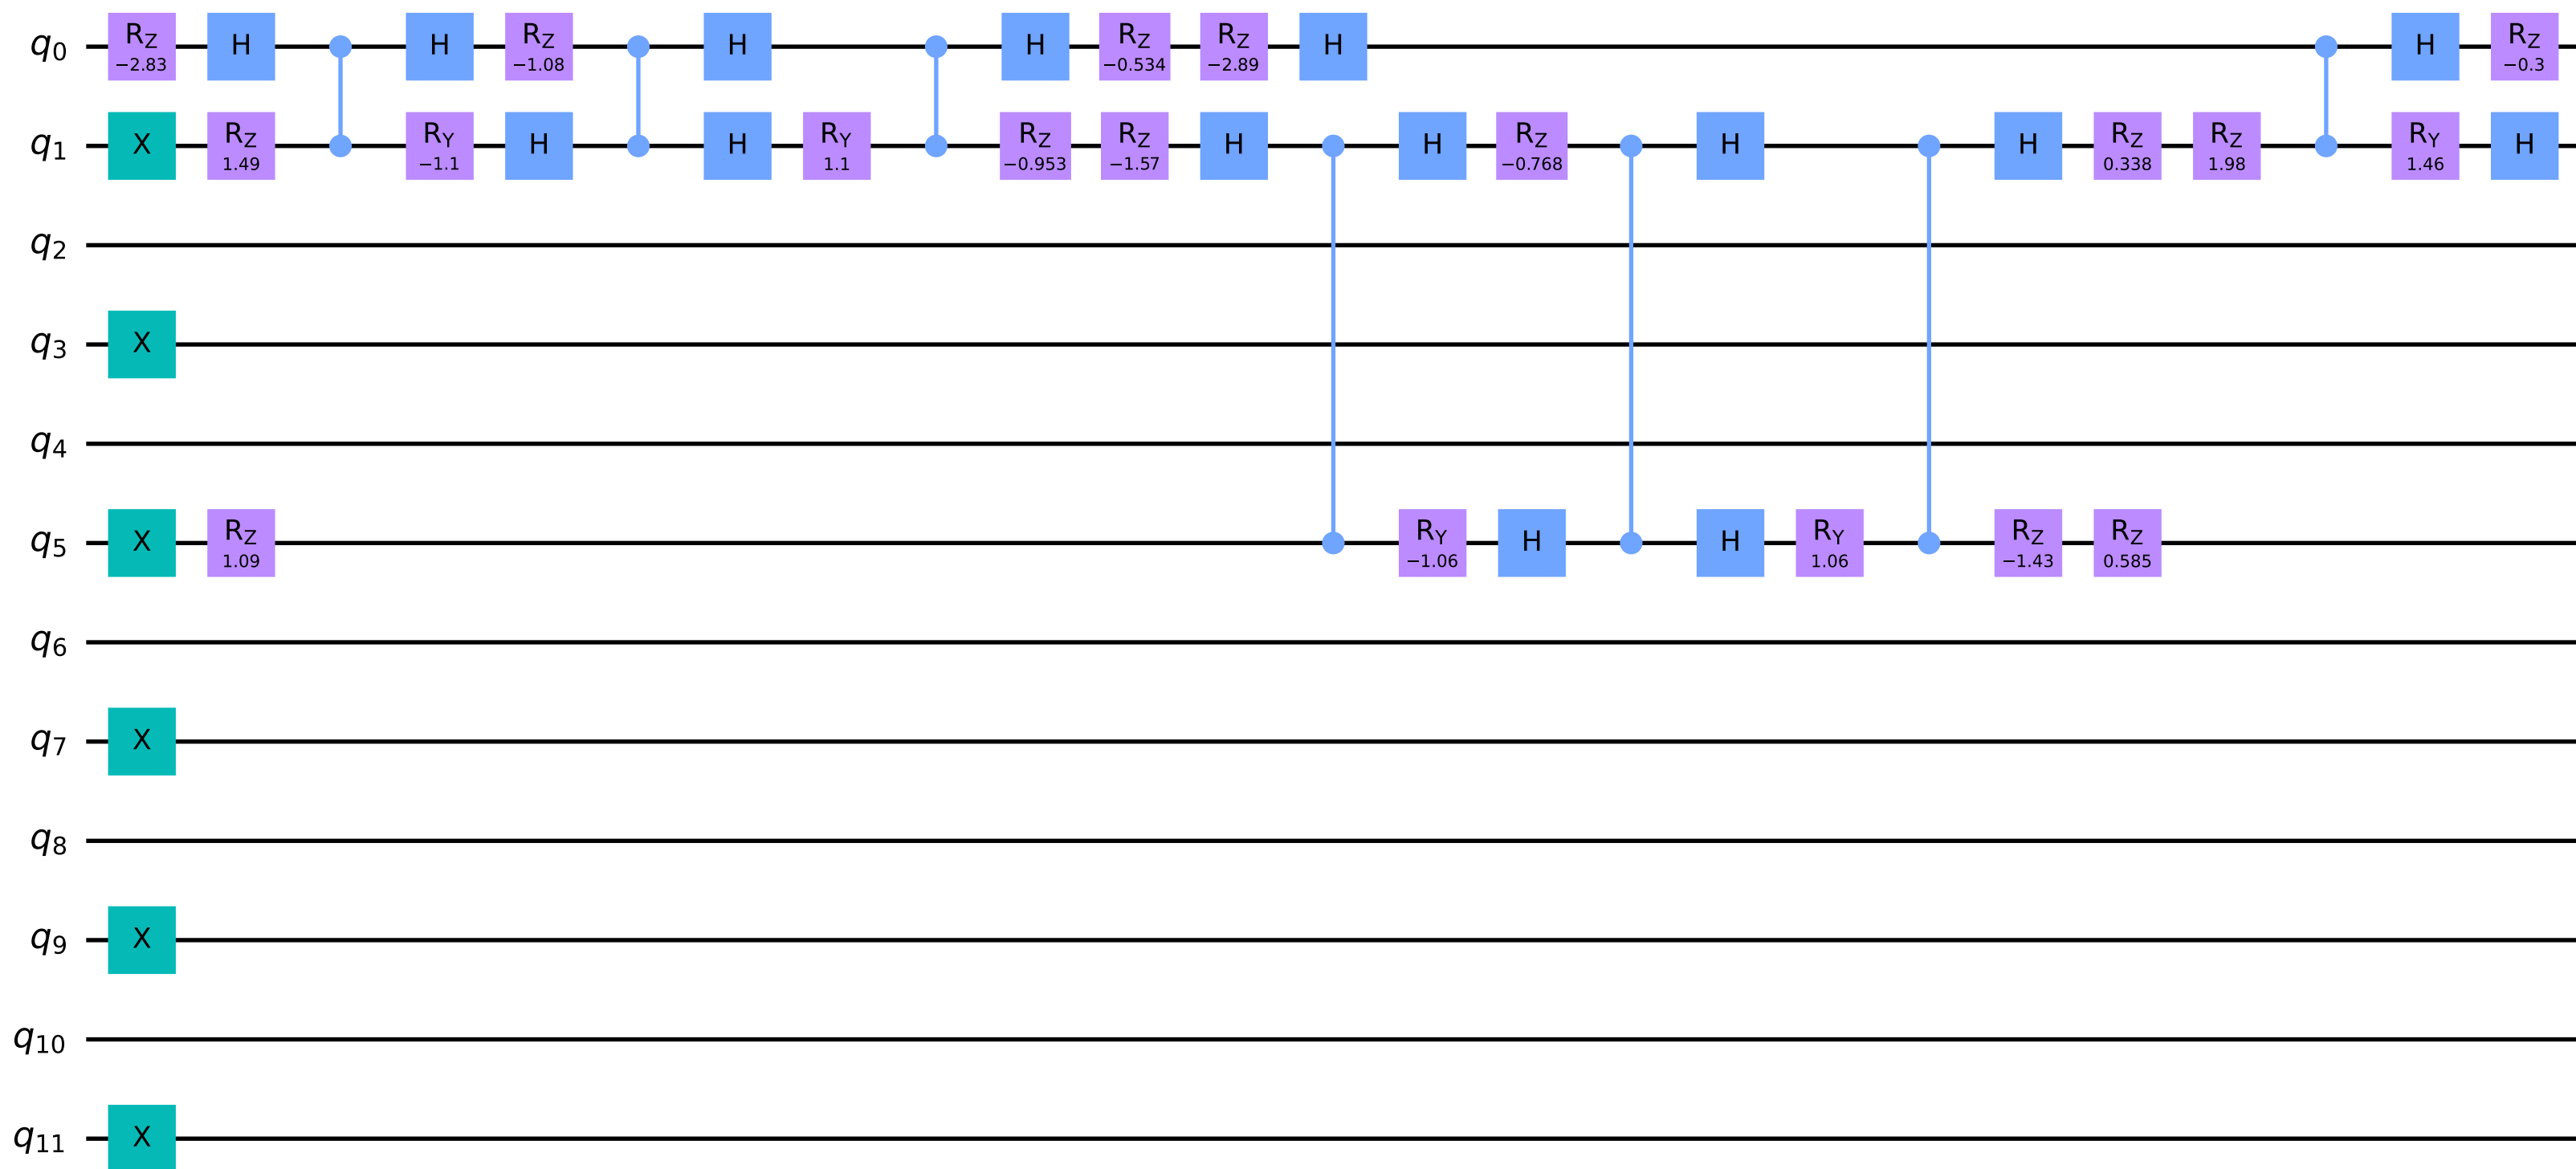 q0 RZ −2.83 H H RZ −1.08 H H RZ −0.534 RZ −2.89 H H RZ −0.3
q1 X RZ 1.49 RY −1.1 H H RY 1.1 RZ −0.953 RZ −1.57 H H RZ −0.768 H H RZ 0.338 RZ 1.98 RY 1.46 H
q2
q3 X
q4
q5 X RZ 1.09 RY −1.06 H H RY 1.06 RZ −1.43 RZ 0.585
q6
q7 X
q8
q9 X
q10
q11 X